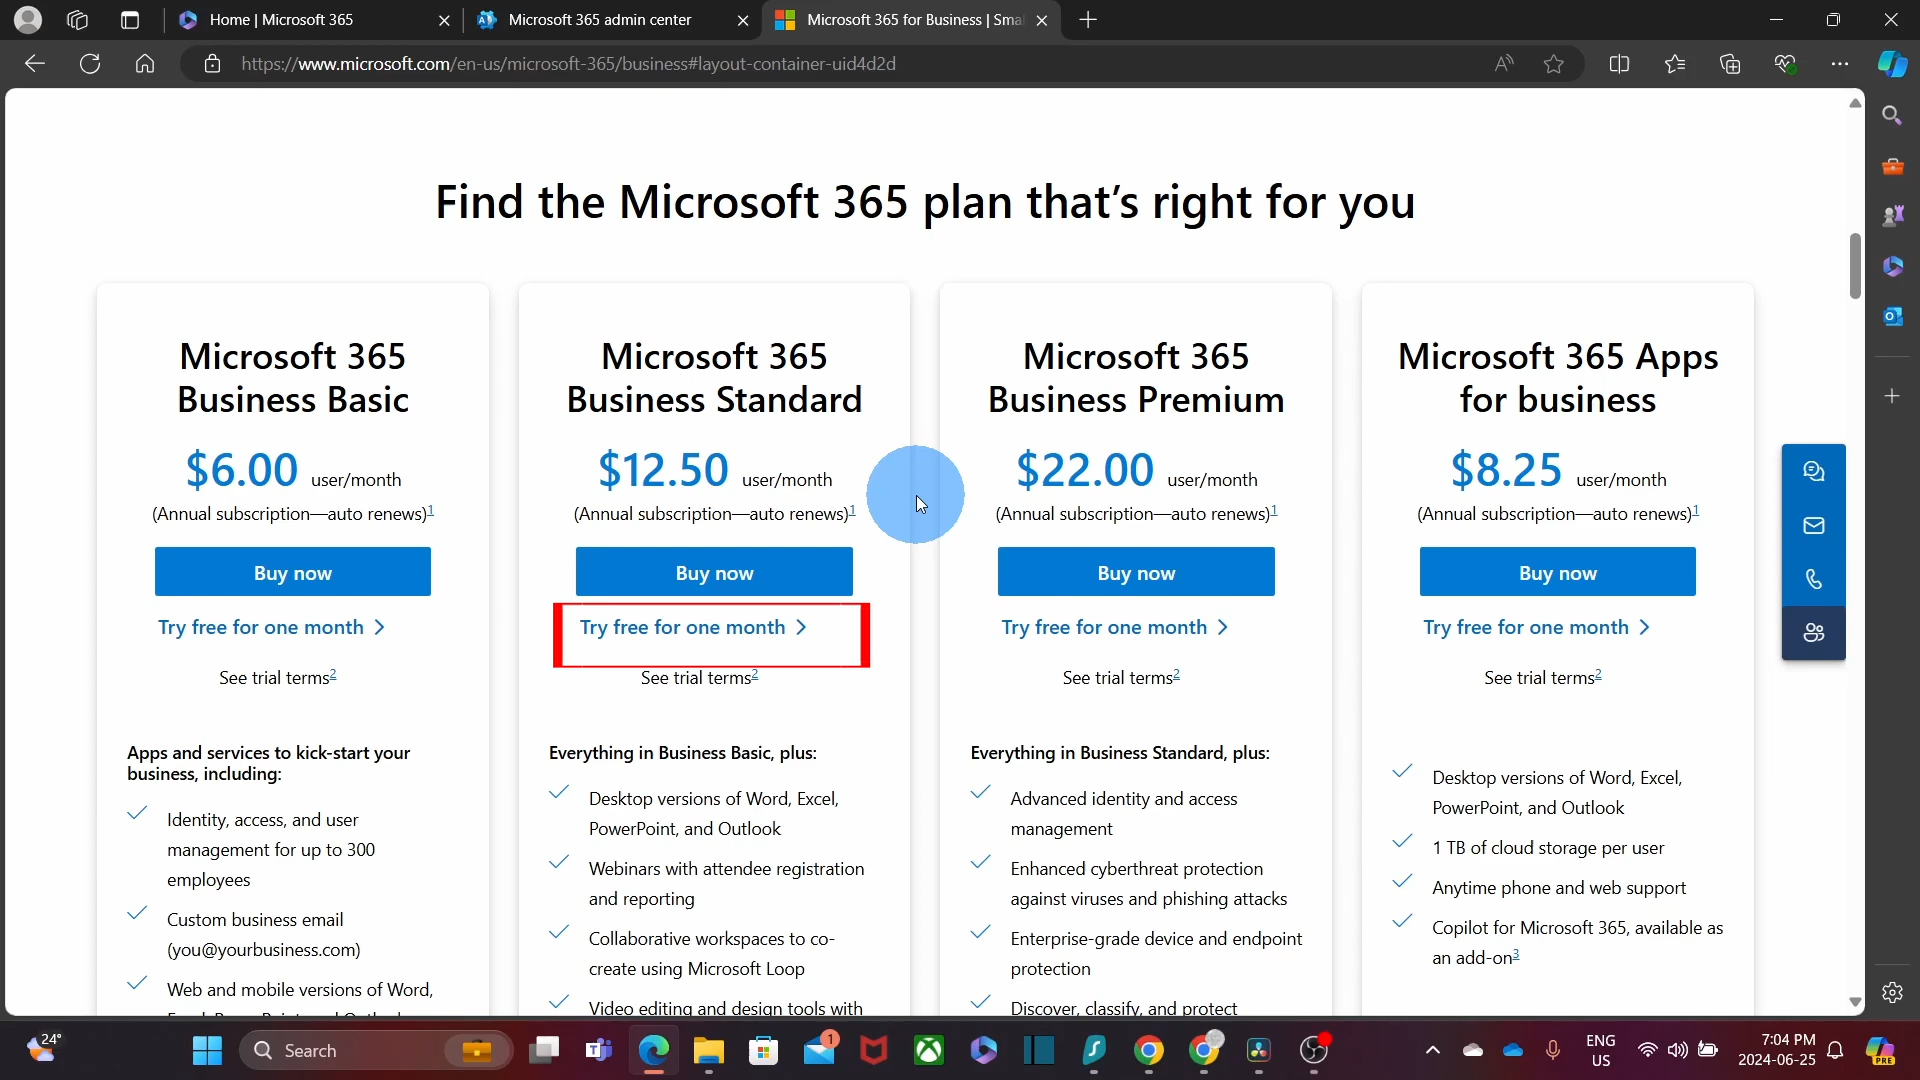 Home | Microsoft 365
Microsoft 365 admin center
Microsoft 365 for Business | Smal
https://www.microsoft.com/en-us/microsoft-365/business#layout-container-uid4d2d
Find the Microsoft 365 plan that's right for you
Microsoft 365
Business Basic
$6.00 user/month
(Annual subscription—auto renews)1
Buy now
Try free for one month
See trial terms2
Apps and services to kick-start your
business, including:
Identity, access, and user
management for up to 300
employees
Custom business email
(you@yourbusiness.com)
Web and mobile versions of Word,
Microsoft 365
Business Standard
$12.50 user/month
(Annual subscription—auto renews)1
Buy now
Try free for one month
See trial terms2
Everything in Business Basic, plus:
Desktop versions of Word, Excel,
PowerPoint, and Outlook
Webinars with attendee registration
and reporting
Collaborative workspaces to co-
create using Microsoft Loop
Video editing and design tools with
Microsoft 365
Business Premium
$22.00 user/month
(Annual subscription—auto renews)1
Buy now
Try free for one month
See trial terms2
Everything in Business Standard, plus:
Advanced identity and access
management
Enhanced cyberthreat protection
against viruses and phishing attacks
Enterprise-grade device and endpoint
protection
Discover, classify, and protect
Microsoft 365 Apps
for business
$8.25 user/month
(Annual subscription—auto renews)1
Buy now
Try free for one month
See trial terms2
Desktop versions of Word, Excel,
PowerPoint, and Outlook
1 TB of cloud storage per user
Anytime phone and web support
Copilot for Microsoft 365, available as
an add-on3
24°
Search
1
ENG
US
7:04 PM
2024-06-25
PRE